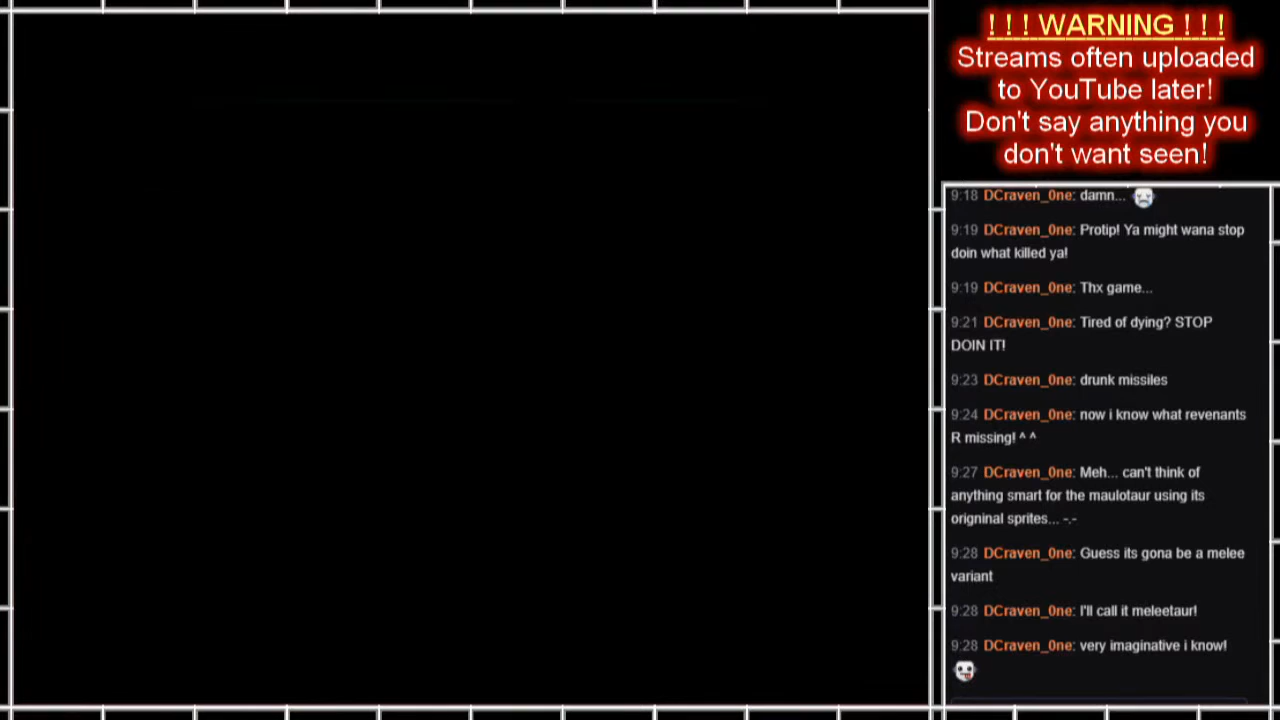 ! ! ! WARNING ! ! !
Streams often uploaded
to YouTube later!
Don't say anything you
don't want seen!
9:18 DCraven_0ne: damn...
9:19 DCraven_0ne: Protip! Ya might wana stop
doin what killed ya!
9:19 DCraven_0ne: Thx game...
9:21 DCraven_0ne: Tired of dying? STOP
DOIN IT!
9:23 DCraven_0ne: drunk missiles
9:24 DCraven_0ne: now i know what revenants
R missing! ^ ^
9:27 DCraven_0ne: Meh... can't think of
anything smart for the maulotaur using its
origninal sprites... -.-
9:28 DCraven_0ne: Guess its gona be a melee
variant
9:28 DCraven_0ne: I'll call it meleetaur!
9:28 DCraven_0ne: very imaginative i know!